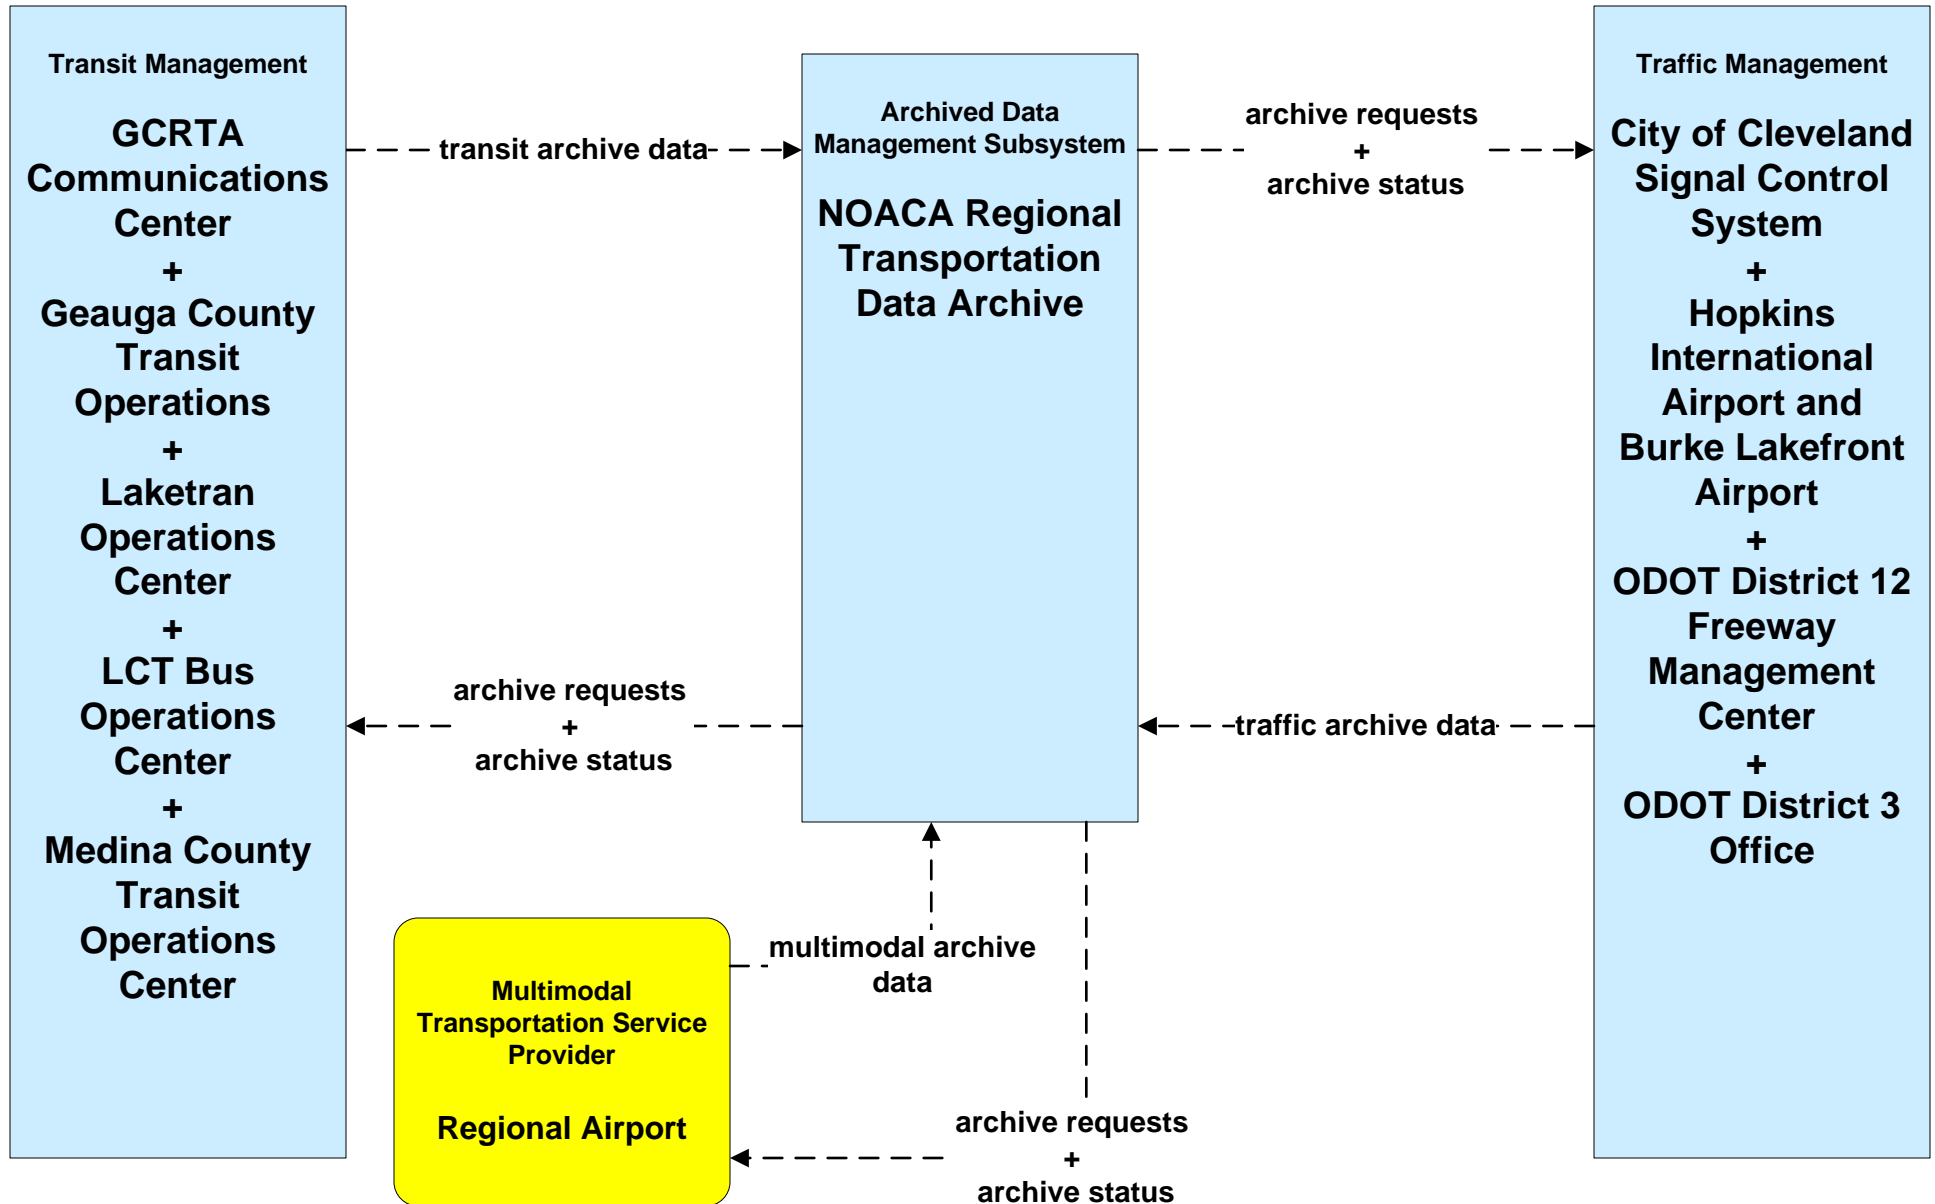 Transit Management
GCRTA
Communications
Center
+
Geauga County
Transit
Operations
+
Laketran
Operations
Center
+
LCT Bus
Operations
Center
+
Medina County
Transit
Operations
Center
transit archive data
archive requests
+
archive status
Archived Data
Management Subsystem
NOACA Regional
Transportation
Data Archive
archive requests
+
archive status
traffic archive data
Traffic Management
City of Cleveland
Signal Control
System
+
Hopkins
International
Airport and
Burke Lakefront
Airport
+
ODOT District 12
Freeway
Management
Center
+
ODOT District 3
Office
Multimodal
Transportation Service
Provider
Regional Airport
multimodal archive
data
archive requests
+
archive status